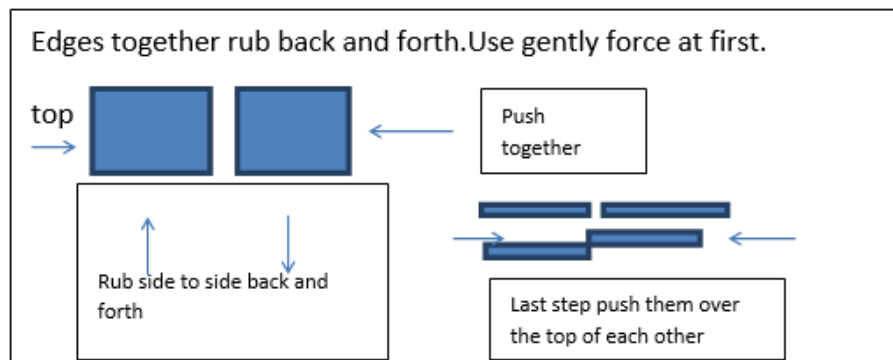 Edges together rub back and forth.Use gently force at first.
top
Push
together
Rub side to side back and
forth
Last step push them over
the top of each other